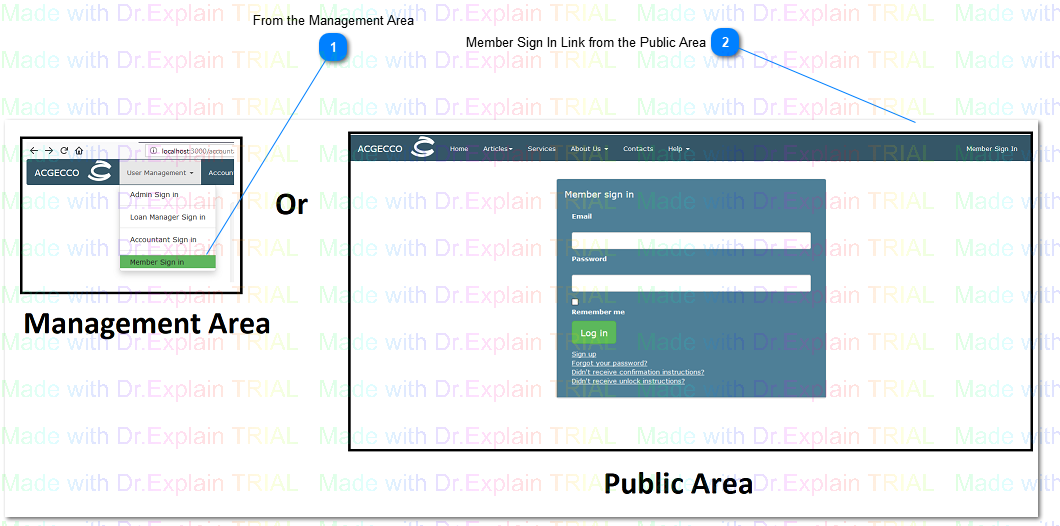 From the Management Area
1
Member Sign In Link from the Public Area 2
localhost:3000/account
ACGECCO User Management Accoun
Admin Sign in
Loan Manager Sign in
Accountant Sign in
Member Sign in
Management Area
Or
ACGECCO Home Articles Services About Us Contacts Help Member Sign In
Member sign in
Email
Password
Remember me
Log in
Sign up
Forgot your password?
Didn't receive confirmation instructions?
Didn't receive unlock instructions?
Public Area
Made with Dr.Explain TRIAL